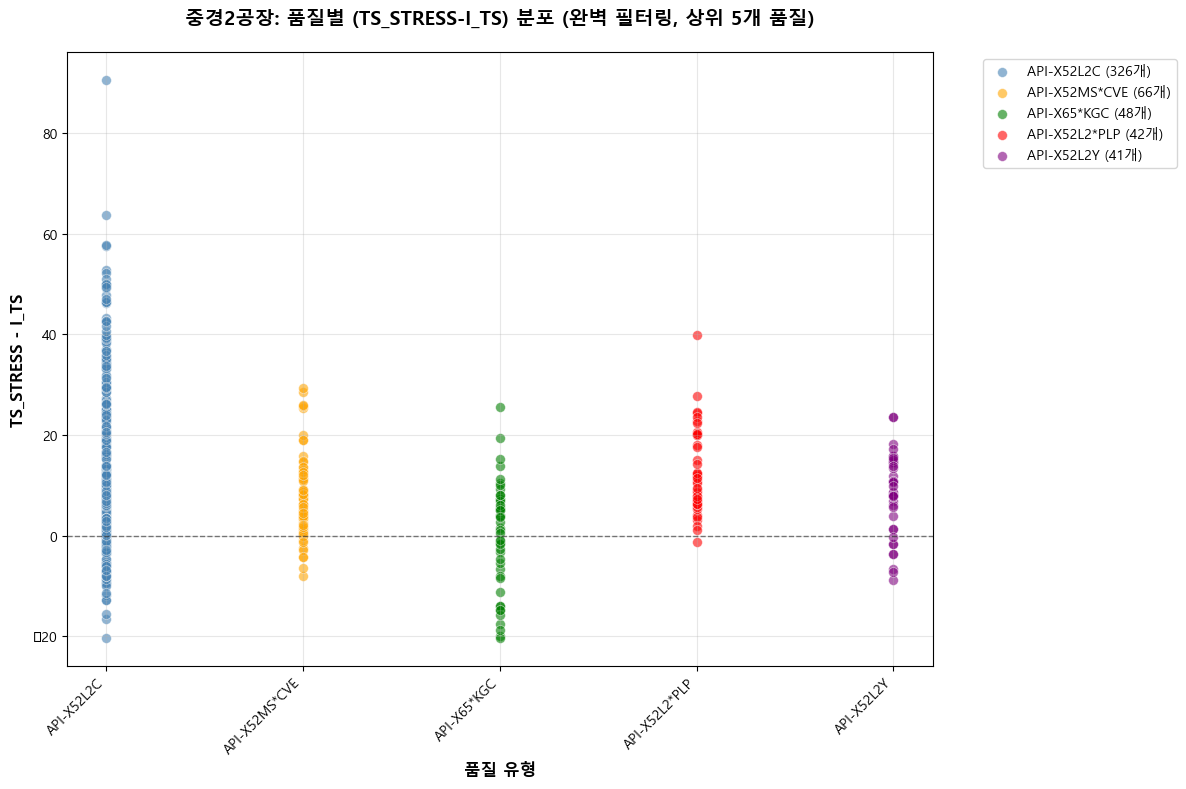 중경2공장: 품질별 (TS_STRESS-I_TS) 분포 (완벽 필터링, 상위 5개 품질)
API-X52L2C (326개)
API-X52MS*CVE (66개)
API-X65*KGC (48개)
API-X52L2*PLP (42개)
API-X52L2Y (41개)
TS_STRESS - I_TS
80
60
40
20
0
▯20
API-X52L2C
API-X52MS*CVE
API-X65*KGC
API-X52L2*PLP
API-X52L2Y
품질 유형